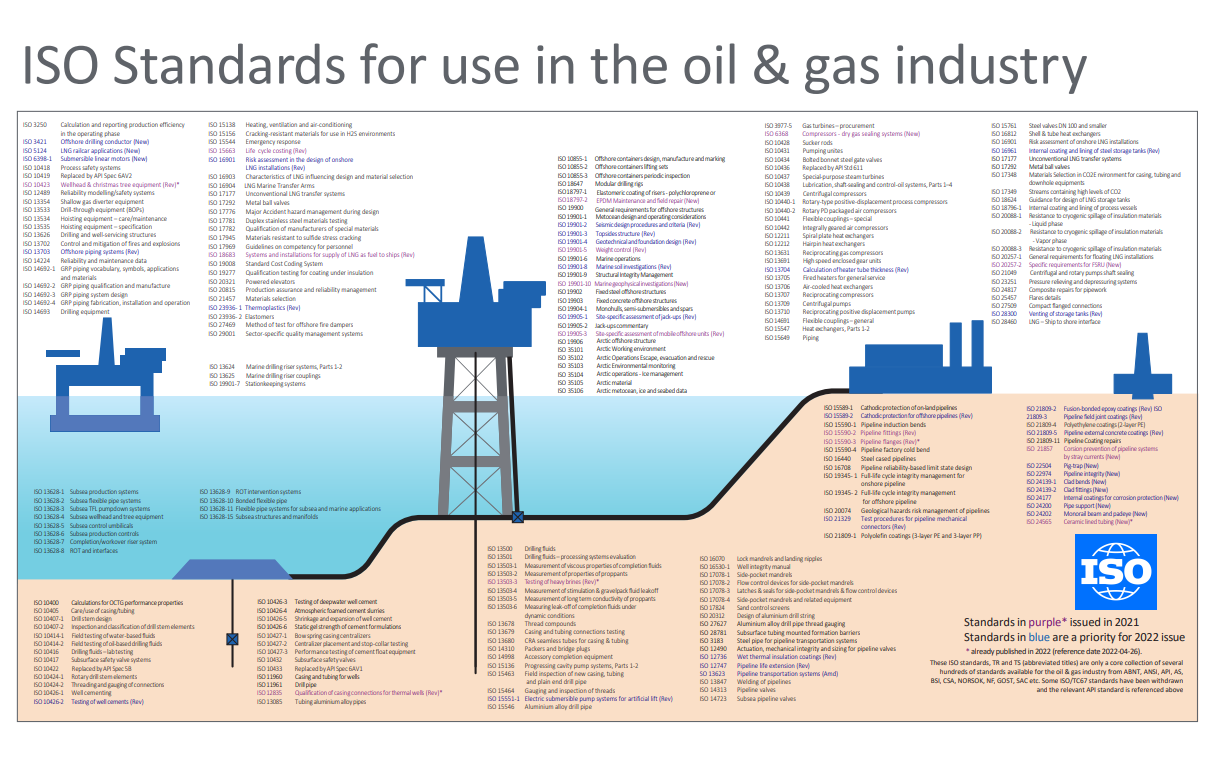 ISO Standards for use in the oil & gas industry
ISO 3250 Calculation and reporting production efficiency
in the operating phase
ISO 3421 Offshore drilling conductor (New)
ISO 5124 LNG railcar applications (New)
ISO 6398-1 Submersible linear motors (New)
ISO 10418 Process safety systems
ISO 10419 Replaced by API Spec 6AV2
ISO 10423 Wellhead & christmas tree equipment (Rev)*
ISO 12489 Reliability modelling/safety systems
ISO 13354 Shallow gas diverter equipment
ISO 13533 Drill-through equipment (BOPs)
ISO 13534 Hoisting equipment – care/maintenance
ISO 13535 Hoisting equipment – specification
ISO 13626 Drilling and well-servicing structures
ISO 13702 Control and mitigation of fires and explosions
ISO 13703 Offshore piping systems (Rev)
ISO 14224 Reliability and maintenance data
ISO 14692-1 GRP piping vocabulary, symbols, applications
and materials
ISO 14692-2 GRP piping qualification and manufacture
ISO 14692-3 GRP piping system design
ISO 14692-4 GRP piping fabrication, installation and operation
ISO 14693 Drilling equipment
ISO 15138 Heating, ventilation and air-conditioning
ISO 15156 Cracking-resistant materials for use in H2S environments
ISO 15544 Emergency response
ISO 15663 Life cycle costing (Rev)
ISO 16901 Risk assessment in the design of onshore
LNG installations (Rev)
ISO 16903 Characteristics of LNG influencing design and material selection
ISO 16904 LNG Marine Transfer Arms
ISO 17177 Unconventional LNG transfer systems
ISO 17292 Metal ball valves
ISO 17776 Major Accident hazard management during design
ISO 17781 Duplex stainless steel materials testing
ISO 17782 Qualification of manufacturers of special materials
ISO 17945 Materials resistant to sulfide stress cracking
ISO 17969 Guidelines on competency for personnel
ISO 18683 Systems and installations for supply of LNG as fuel to ships (Rev)
ISO 19008 Standard Cost Coding System
ISO 19277 Qualification testing for coating under insulation
ISO 20321 Powered elevators
ISO 20815 Production assurance and reliability management
ISO 21457 Materials selection
ISO 23936-1 Thermoplastics (Rev)
ISO 23936-2 Elastomers
ISO 27469 Method of test for offshore fire dampers
ISO 29001 Sector-specific quality management systems
ISO 13624 Marine drilling riser systems, Parts 1-2
ISO 13625 Marine drilling riser couplings
ISO 19901-7 Stationkeeping systems
ISO 10855-1 Offshore containers design, manufacture and marking
ISO 10855-2 Offshore containers lifting sets
ISO 10855-3 Offshore containers periodic inspection
ISO 18647 Modular drilling rigs
ISO 18797-1 Elastomeric coating of risers - polychloroprene or
ISO 18797-2 EPDM Maintenance and field repair (New)
ISO 19900 General requirements for offshore structures
ISO 19901-1 Metocean design and operating considerations
ISO 19901-2 Seismic design procedures and criteria (Rev)
ISO 19901-3 Topsides structure (Rev)
ISO 19901-4 Geotechnical and foundation design (Rev)
ISO 19901-5 Weight control (Rev)
ISO 19901-6 Marine operations
ISO 19901-8 Marine soil investigations (Rev)
ISO 19901-9 Structural Integrity Management
ISO 19901-10 Marine geophysical investigations (New)
ISO 19902 Fixed steel offshore structures
ISO 19903 Fixed concrete offshore structures
ISO 19904-1 Monohulls, semi-submersibles and spars
ISO 19905-1 Site-specific assessment of jack-ups (Rev)
ISO 19905-2 Jack-ups commentary
ISO 19905-3 Site-specific assessment of mobile offshore units (Rev)
ISO 19906 Arctic offshore structure
ISO 35101 Arctic Working environment
ISO 35102 Arctic Operations Escape, evacuation and rescue
ISO 35103 Arctic Environmental monitoring
ISO 35104 Arctic operations - Ice management
ISO 35105 Arctic material
ISO 35106 Arctic metocean, ice and seabed data
ISO 3977-5 Gas turbines – procurement
ISO 6368 Compressors - dry gas sealing systems (New)
ISO 10428 Sucker rods
ISO 10431 Pumping unites
ISO 10434 Bolted bonnet steel gate valves
ISO 10436 Replaced by API Std 611
ISO 10437 Special-purpose steam turbines
ISO 10438 Lubrication, shaft-sealing and control-oil systems, Parts 1–4
ISO 10439 Centrifugal compressors
ISO 10440-1 Rotary-type positive-displacement process compressors
ISO 10440-2 Rotary PD packaged air compressors
ISO 10441 Flexible couplings – special
ISO 10442 Integrally geared air compressors
ISO 12211 Spiral plate heat exchangers
ISO 12212 Hairpin heat exchangers
ISO 13631 Reciprocating gas compressors
ISO 13691 High speed enclosed gear units
ISO 13704 Calculation of heater tube thickness (Rev)
ISO 13705 Fired heaters for general service
ISO 13706 Air-cooled heat exchangers
ISO 13707 Reciprocating compressors
ISO 13709 Centrifugal pumps
ISO 13710 Reciprocating positive displacement pumps
ISO 14691 Flexible couplings – general
ISO 15547 Heat exchangers, Parts 1-2
ISO 15649 Piping
ISO 15761 Steel valves DN 100 and smaller
ISO 16812 Shell & tube heat exchangers
ISO 16901 Risk assessment of onshore LNG installations
ISO 16961 Internal coating and lining of steel storage tanks (Rev)
ISO 17177 Unconventional LNG transfer systems
ISO 17292 Metal ball valves
ISO 17348 Materials Selection in CO2E nvironment for casing, tubing and
downhole equipments
ISO 17349 Streams containing high levels of CO2
ISO 18624 Guidance for design of LNG storage tanks
ISO 18796-1 Internal coating and lining of process vessels
ISO 20088-1 Resistance to cryogenic spillage of insulation materials
- Liquid phase
ISO 20088-2 Resistance to cryogenic spillage of insulation materials
- Vapor phase
ISO 20088-3 Resistance to cryogenic spillage of insulation materials
ISO 20257-1 General requirements for floating LNG installations
ISO 20257-2 Specific requirements for FSRU (New)
ISO 21049 Centrifugal and rotary pumps shaft sealing
ISO 23251 Pressure relieving and depressuring systems
ISO 24817 Composite repairs for pipework
ISO 25457 Flares details
ISO 27509 Compact flanged connections
ISO 28300 Venting of storage tanks (Rev)
ISO 28460 LNG – Ship to shore interface
ISO 15589-1 Cathodic protection of on-land pipelines
ISO 15589-2 Cathodic protection for offshore pipelines (Rev)
ISO 15590-1 Pipeline induction bends
ISO 15590-2 Pipeline fittings (Rev)
ISO 15590-3 Pipeline flanges (Rev)*
ISO 15590-4 Pipeline factory cold bend
ISO 16440 Steel cased pipelines
ISO 16708 Pipeline reliability-based limit state design
ISO 19345-1 Full-life cycle integrity management for
onshore pipeline
ISO 19345-2 Full-life cycle integrity management
for offshore pipeline
ISO 20074 Geological hazards risk management of pipelines
ISO 21329 Test procedures for pipeline mechanical
connectors (Rev)
ISO 21809-1 Polyolefin coatings (3-layer PE and 3-layer PP)
ISO 21809-2 Fusion-bonded epoxy coatings (Rev) ISO
21809-3 Pipeline field joint coatings (Rev)
ISO 21809-4 Polyethylene coatings (2-layer PE)
ISO 21809-5 Pipeline external concrete coatings (Rev)
ISO 21809-11 Pipeline Coating repairs
ISO 21857 Corsion prevention of pipeline systems
by stray currents (New)
ISO 22504 Pig-trap (New)
ISO 22974 Pipeline integrity (New)
ISO 24139-1 Clad bends (New)
ISO 24139-2 Clad fittings (New)
ISO 24177 Internal coatings for corrosion protection (New)
ISO 24200 Pipe support (New)
ISO 24202 Monorail beam and padeye (New)
ISO 24565 Ceramic lined tubing (New)*
ISO 13628-1 Subsea production systems
ISO 13628-2 Subsea flexible pipe systems
ISO 13628-3 Subsea TFL pumpdown systems
ISO 13628-4 Subsea wellhead and tree equipment
ISO 13628-5 Subsea control umbilicals
ISO 13628-6 Subsea production controls
ISO 13628-7 Completion/workover riser system
ISO 13628-8 ROT and interfaces
ISO 13628-9 ROT intervention systems
ISO 13628-10 Bonded flexible pipe
ISO 13628-11 Flexible pipe systems for subsea and marine applications
ISO 13628-15 Subsea structures and manifolds
ISO 10400 Calculations for OCTG performance properties
ISO 10405 Care/use of casing/tubing
ISO 10407-1 Drill stem design
ISO 10407-2 Inspection and classification of drill stem elements
ISO 10414-1 Field testing of water-based fluids
ISO 10414-2 Field testing of oil-based drilling fluids
ISO 10416 Drilling fluids – lab testing
ISO 10417 Subsurface safety valve systems
ISO 10422 Replaced by API Spec 5B
ISO 10424-1 Rotary drill stem elements
ISO 10424-2 Threading and gauging of connections
ISO 10426-1 Well cementing
ISO 10426-2 Testing of well cements (Rev)
ISO 10426-3 Testing of deepwater well cement
ISO 10426-4 Atmospheric foamed cement slurries
ISO 10426-5 Shrinkage and expansion of well cement
ISO 10426-6 Static gel strength of cement formulations
ISO 10427-1 Bow spring casing centralizers
ISO 10427-2 Centralizer placement and stop-collar testing
ISO 10427-3 Performance testing of cement float equipment
ISO 10432 Subsurface safety valves
ISO 10433 Replaced by API Spec 6AV1
ISO 11960 Casing and tubing for wells
ISO 11961 Drill pipe
ISO 12835 Qualification of casing connections for thermal wells (Rev)*
ISO 13085 Tubing aluminium alloy pipes
ISO 13500 Drilling fluids
ISO 13501 Drilling fluids – processing systems evaluation
ISO 13503-1 Measurement of viscous properties of completion fluids
ISO 13503-2 Measurement of properties of proppants
ISO 13503-3 Testing of heavy brines (Rev)*
ISO 13503-4 Measurement of stimulation & gravelpack fluid leakoff
ISO 13503-5 Measurement of long term conductivity of proppants
ISO 13503-6 Measuring leak-off of completion fluids under
dynamic conditions
ISO 13678 Thread compounds
ISO 13679 Casing and tubing connections testing
ISO 13680 CRA seamless tubes for casing & tubing
ISO 14310 Packers and bridge plugs
ISO 14998 Accessory completion equipment
ISO 15136 Progressing cavity pump systems, Parts 1-2
ISO 15463 Field inspection of new casing, tubing
and plain end drill pipe
ISO 15464 Gauging and inspection of threads
ISO 15551-1 Electric submersible pump systems for artificial lift (Rev)
ISO 15546 Aluminium alloy drill pipe
ISO 16070 Lock mandrels and landing nipples
ISO 16530-1 Well integrity manual
ISO 17078-1 Side-pocket mandrels
ISO 17078-2 Flow control devices for side-pocket mandrels
ISO 17078-3 Latches & seals for side-pocket mandrels & flow control devices
ISO 17078-4 Side-pocket mandrels and related equipment
ISO 17824 Sand control screens
ISO 20312 Design of aluminium drill string
ISO 27627 Aluminium alloy drill pipe thread gauging
ISO 28781 Subsurface tubing mounted formation barriers
ISO 3183 Steel pipe for pipeline transportation systems
ISO 12490 Actuation, mechanical integrity and sizing for pipeline valves
ISO 12736 Wet thermal insulation coatings (Rev)
ISO 12747 Pipeline life extension (Rev)
SO 13623 Pipeline transportation systems (Amd)
ISO 13847 Welding of pipelines
ISO 14313 Pipeline valves
ISO 14723 Subsea pipeline valves
ISO
Standards in purple* issued in 2021
Standards in blue are a priority for 2022 issue
* already published in 2022 (reference date 2022-04-26).
These ISO standards, TR and TS (abbreviated titles) are only a core collection of several
hundreds of standards available for the oil & gas industry from ABNT, ANSI, API, AS,
BSI, CSA, NORSOK, NF, GOST, SAC etc. Some ISO/TC67 standards have been withdrawn
and the relevant API standard is referenced above